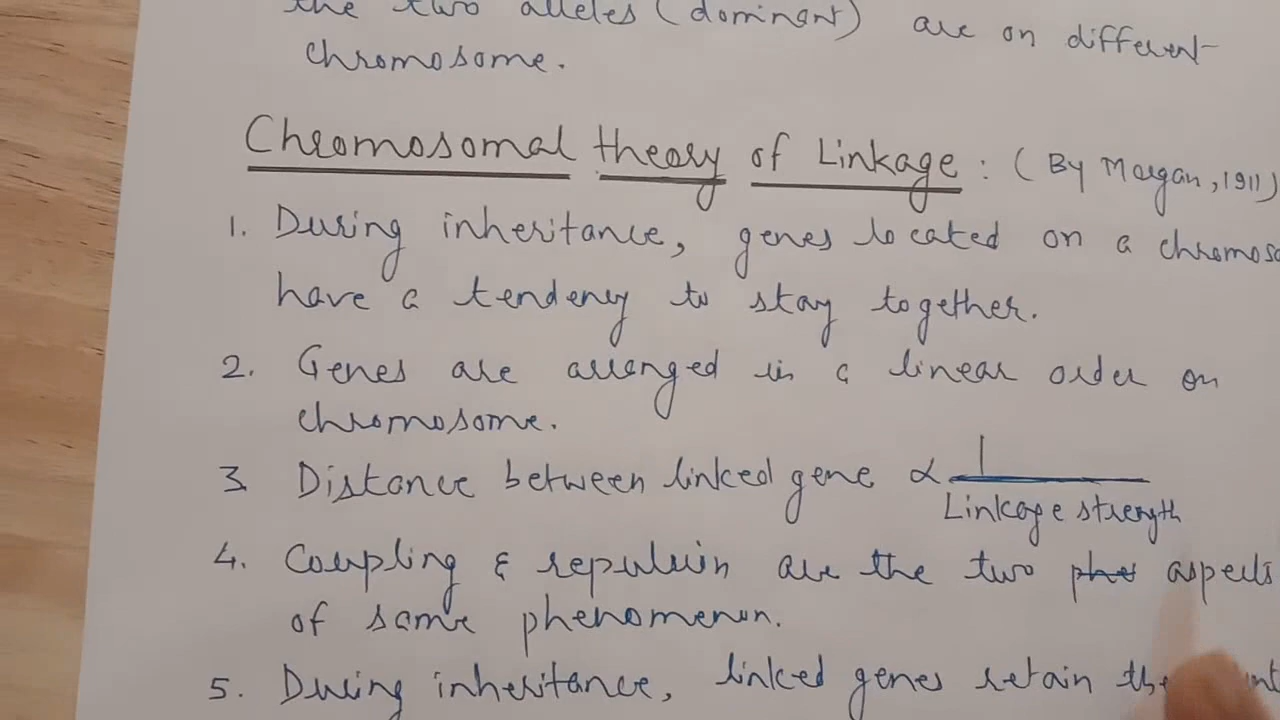 the two alleles (dominant) are on different
chromosome.
Chromosomal theory of Linkage : (By Morgan, 1911)
1. During inheritance, genes located on a chromoso
have a tendency to stay together.
2. Genes are arranged in a linear order on
chromosome.
3. Distance between linked gene ∝ 1
Linkage strength
4. Coupling & repulsion are the two aspects
of same phenomenon.
5. During inheritance, linked genes retain